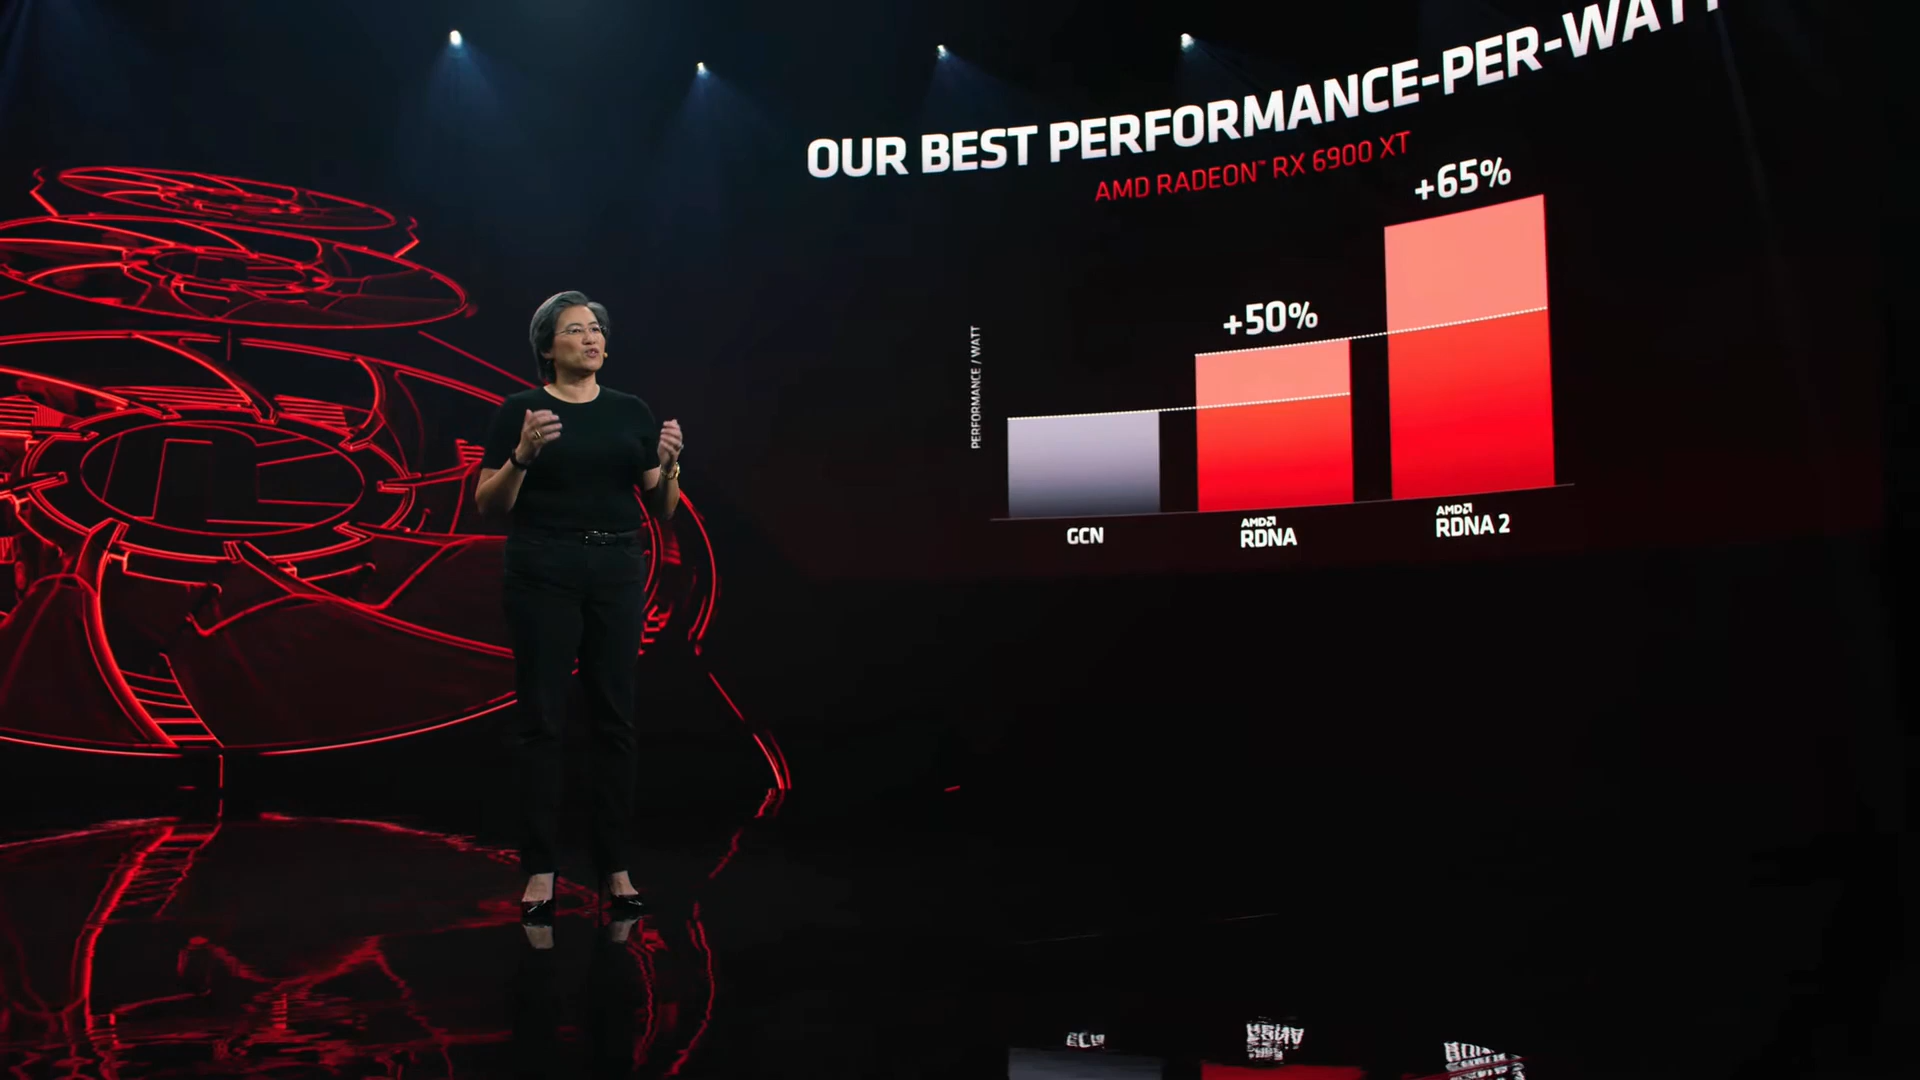 OUR BEST PERFORMANCE-PER-WATT
AMD RADEON™ RX 6900 XT
+65%
+50%
PERFORMANCE / WATT
GCN
AMD
RDNA
AMD
RDNA 2